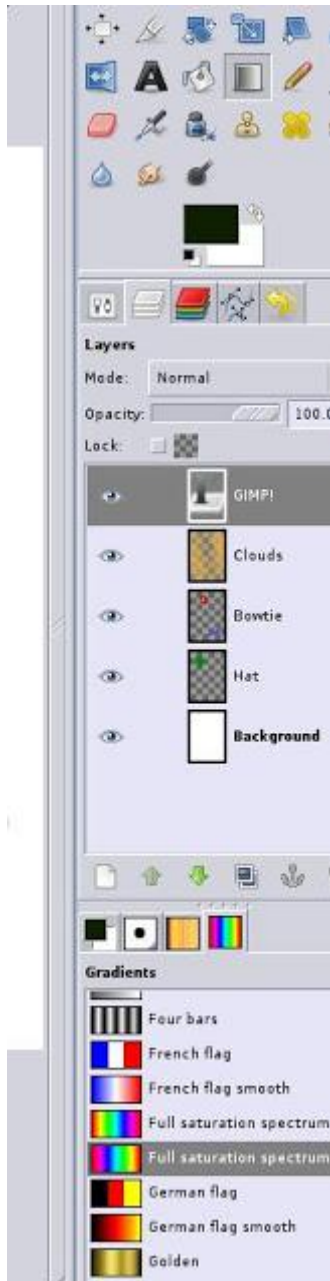 Layers
Mode: Normal
Opacity: 100.0
Lock:
GIMP!
Clouds
Bowtie
Hat
Background
Gradients
Four bars
French flag
French flag smooth
Full saturation spectrum
Full saturation spectrum
German flag
German flag smooth
Golden